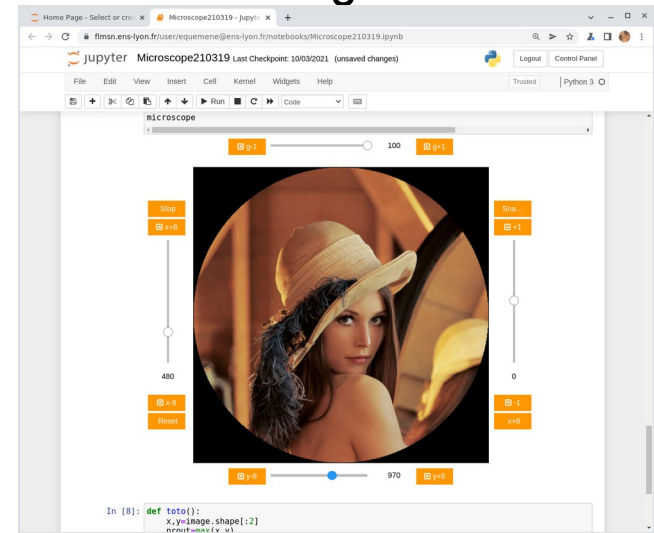 Home Page - Select or crea
Microscope210319 - Jupyte
flmsn.ens-lyon.fr/user/equemene@ens-lyon.fr/notebooks/Microscope210319.ipynb
jupyter Microscope210319 Last Checkpoint: 10/03/2021 (unsaved changes)
Logout Control Panel
File Edit View Insert Cell Kernel Widgets Help
Trusted Python 3
Run Code
microscope
g-1 100 g+1
Stop Sna...
x+8 +1
480 0
x-8 -1
Reset x+8
y-8 970 y+8
In [8]: def toto():
x,y=image.shape[:2]
prout=max(x,y)